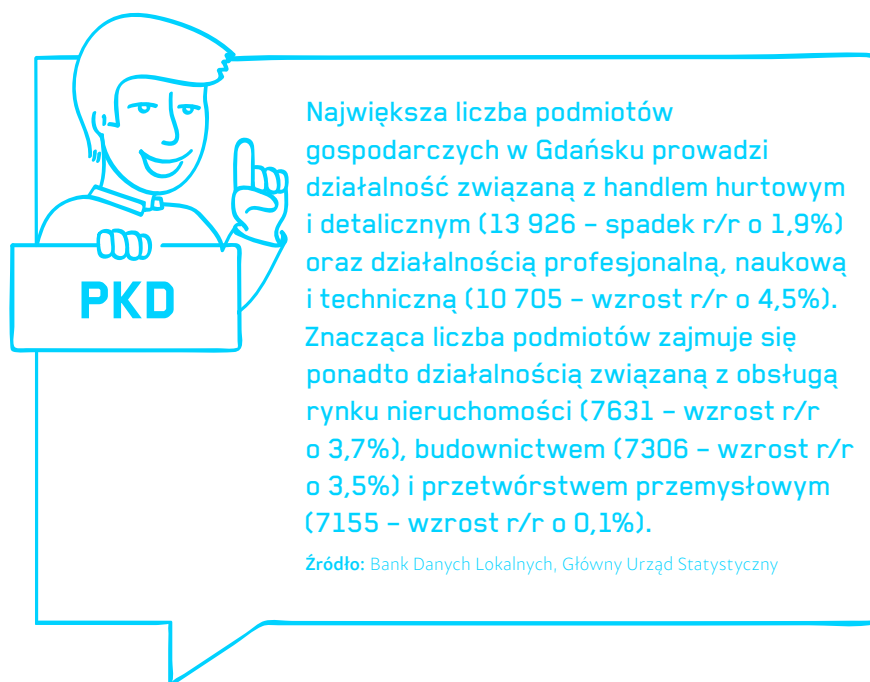 PKD
Największa liczba podmiotów
gospodarczych w Gdańsku prowadzi
działalność związaną z handlem hurtowym
i detalicznym (13 926 – spadek r/r o 1,9%)
oraz działalnością profesjonalną, naukową
i techniczną (10 705 – wzrost r/r o 4,5%).
Znacząca liczba podmiotów zajmuje się
ponadto działalnością związaną z obsługą
rynku nieruchomości (7631 – wzrost r/r
o 3,7%), budownictwem (7306 – wzrost r/r
o 3,5%) i przetwórstwem przemysłowym
(7155 – wzrost r/r o 0,1%).
Źródło: Bank Danych Lokalnych, Główny Urząd Statystyczny